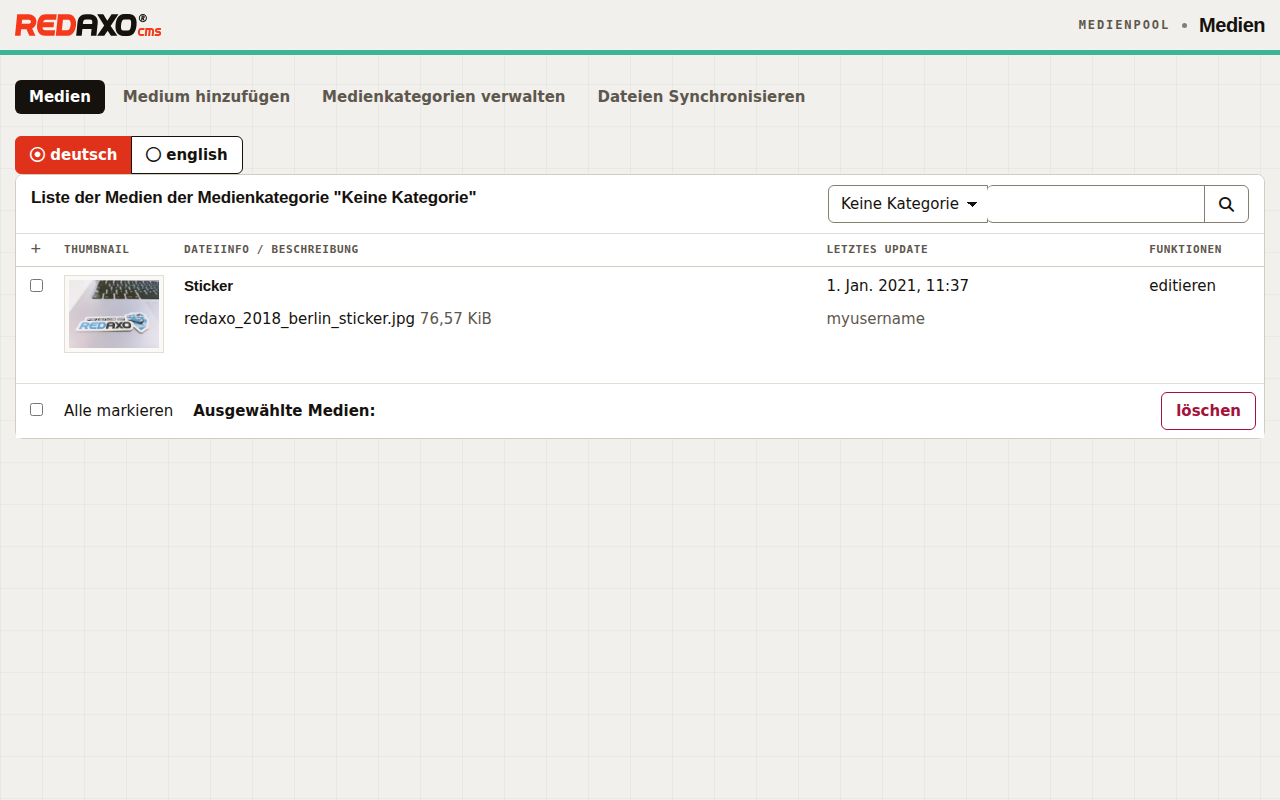 REDAXO® cms
MEDIENPOOL • Medien
Medien Medium hinzufügen Medienkategorien verwalten Dateien Synchronisieren
deutsch english
Liste der Medien der Medienkategorie "Keine Kategorie" Keine Kategorie
+ THUMBNAIL DATEIINFO / BESCHREIBUNG LETZTES UPDATE FUNKTIONEN
Sticker 1. Jan. 2021, 11:37 editieren
REDAXO
redaxo_2018_berlin_sticker.jpg 76,57 KiB myusername
Alle markieren Ausgewählte Medien: löschen